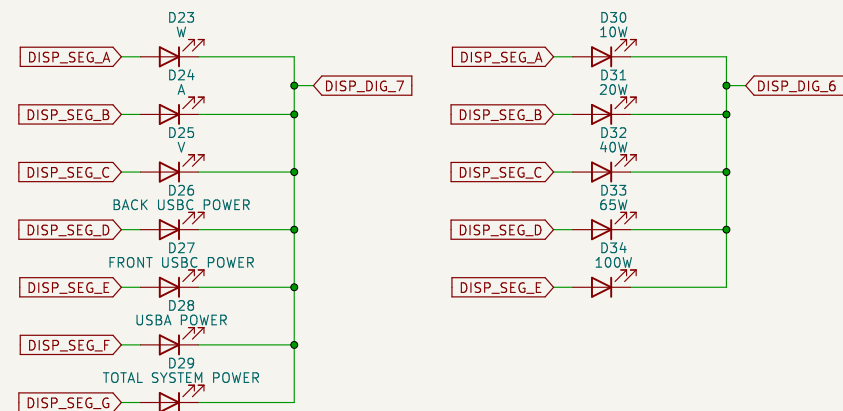 D23
W
DISP_SEG_A
DISP_DIG_7
D24
A
DISP_SEG_B
D25
V
DISP_SEG_C
D26
BACK USBC POWER
DISP_SEG_D
D27
FRONT USBC POWER
DISP_SEG_E
D28
USBA POWER
DISP_SEG_F
D29
TOTAL SYSTEM POWER
DISP_SEG_G
D30
10W
DISP_SEG_A
DISP_DIG_6
D31
20W
DISP_SEG_B
D32
40W
DISP_SEG_C
D33
65W
DISP_SEG_D
D34
100W
DISP_SEG_E